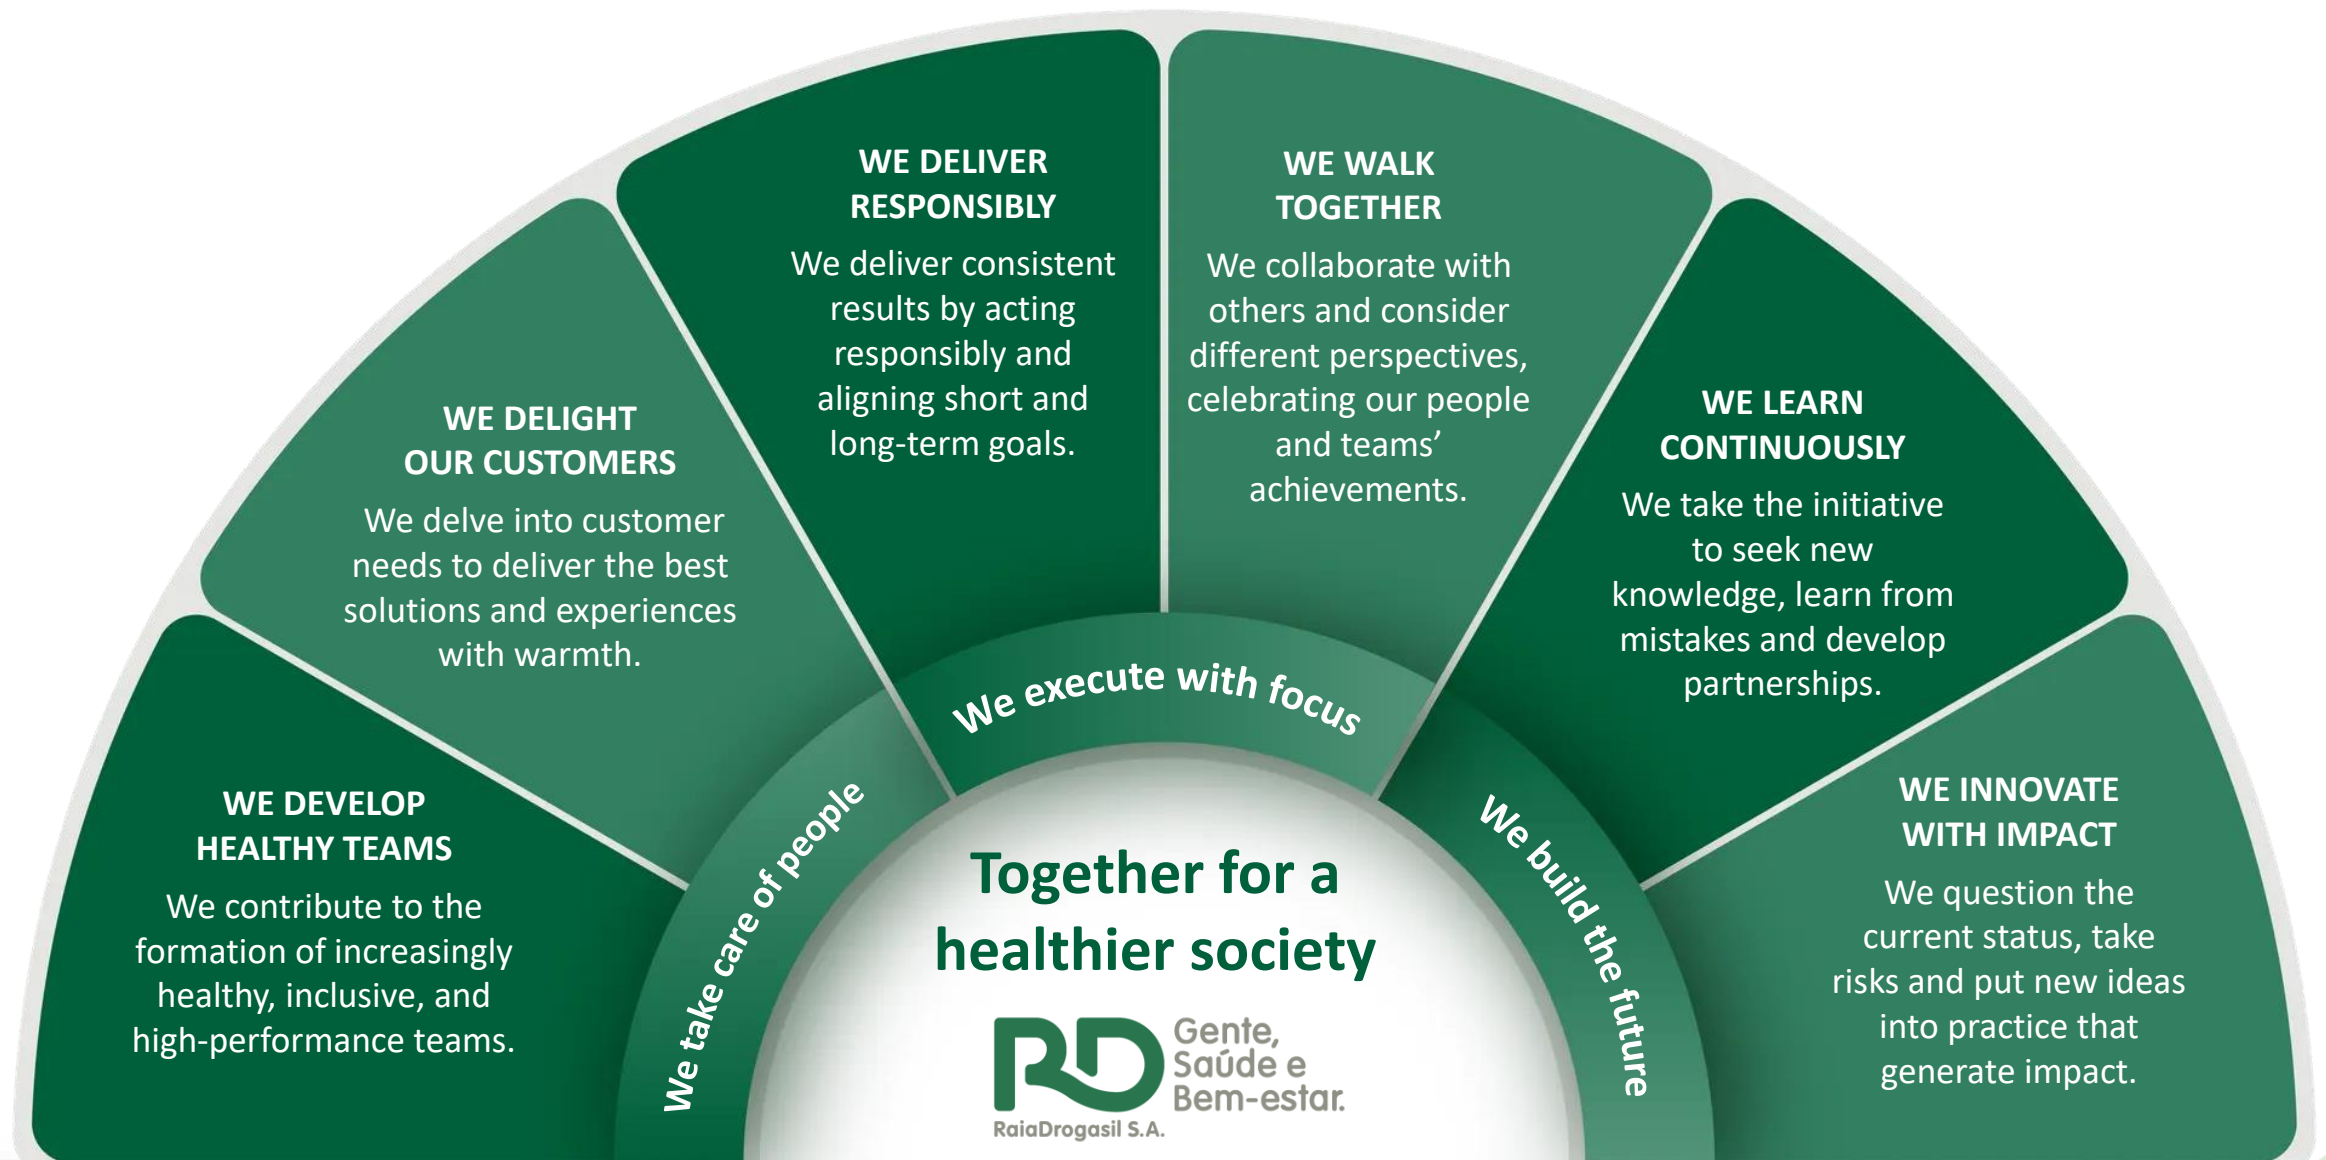 WE DEVELOP
HEALTHY TEAMS
We contribute to the
formation of increasingly
healthy, inclusive, and
high-performance teams.
WE DELIGHT
OUR CUSTOMERS
We delve into customer
needs to deliver the best
solutions and experiences
with warmth.
WE DELIVER
RESPONSIBLY
We deliver consistent
results by acting
responsibly and
aligning short and
long-term goals.
WE WALK
TOGETHER
We collaborate with
others and consider
different perspectives,
celebrating our people
and teams’
achievements.
WE LEARN
CONTINUOUSLY
We take the initiative
to seek new
knowledge, learn from
mistakes and develop
partnerships.
WE INNOVATE
WITH IMPACT
We question the
current status, take
risks and put new ideas
into practice that
generate impact.
We take care of people
We execute with focus
We build the future
Together for a
healthier society
RD
Gente,
Saúde e
Bem-estar.
RaiaDrogasil S.A.